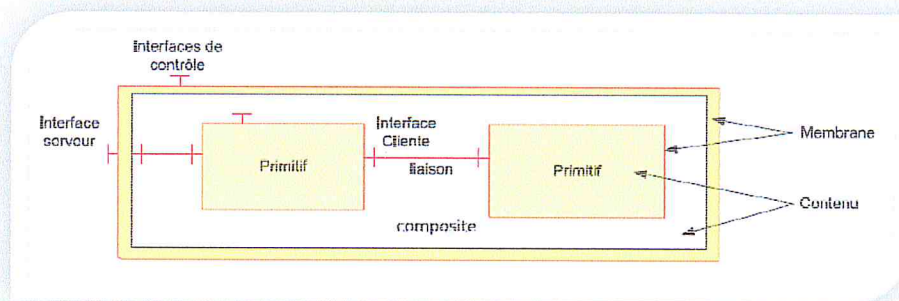 Interfaces de
contrôle
Interface
serveur
Interface
Cliente
Primitif
liaison
Primitif
composite
Membrane
Contenu